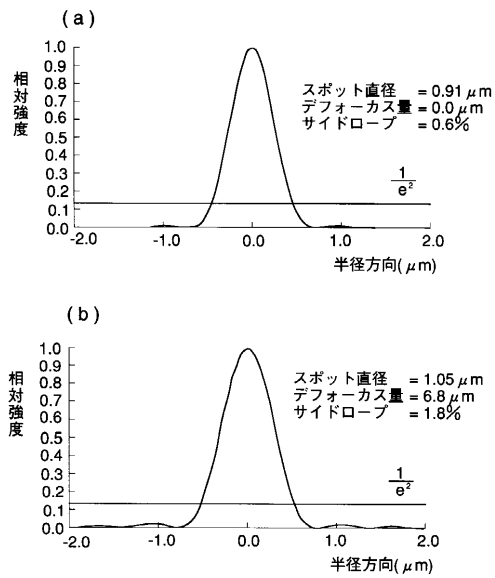 (a)
相対強度
1.0
0.9
0.8
0.7
0.6
0.5
0.4
0.3
0.2
0.1
0.0
スポット直径 = 0.91 μm
デフォーカス量 = 0.0 μm
サイドローブ = 0.6%
1/e²
-2.0 -1.0 0.0 1.0 2.0
半径方向(μm)
(b)
相対強度
1.0
0.9
0.8
0.7
0.6
0.5
0.4
0.3
0.2
0.1
0.0
スポット直径 = 1.05 μm
デフォーカス量 = 6.8 μm
サイドローブ = 1.8%
1/e²
-2.0 -1.0 0.0 1.0 2.0
半径方向(μm)